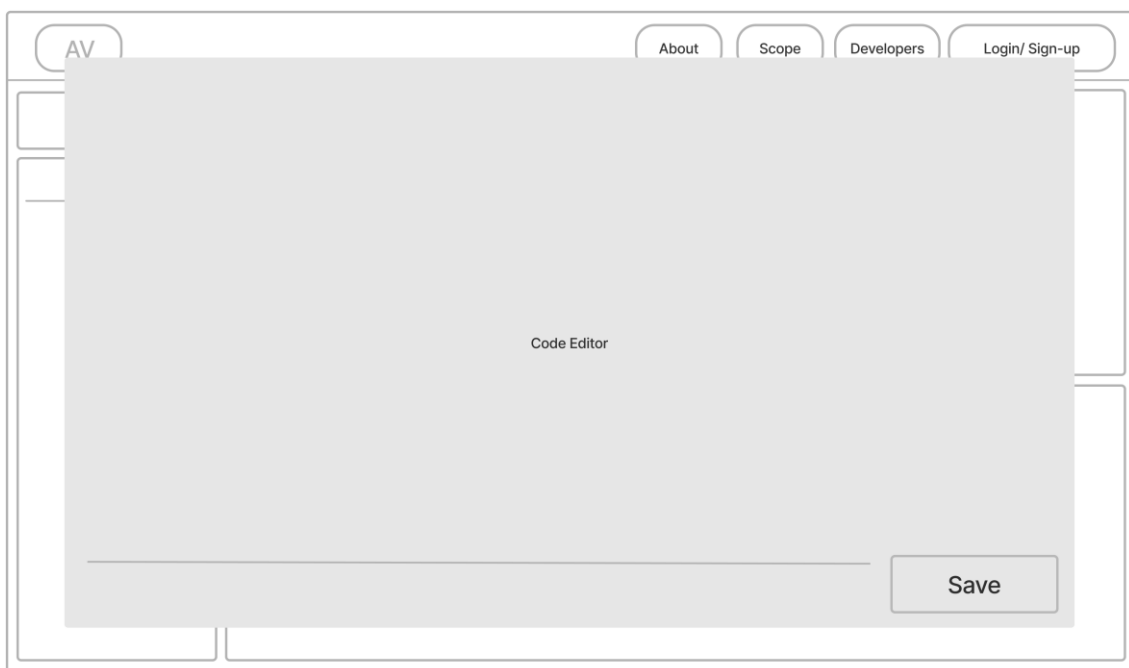 AV
About
Scope
Developers
Login/ Sign-up
Code Editor
Save